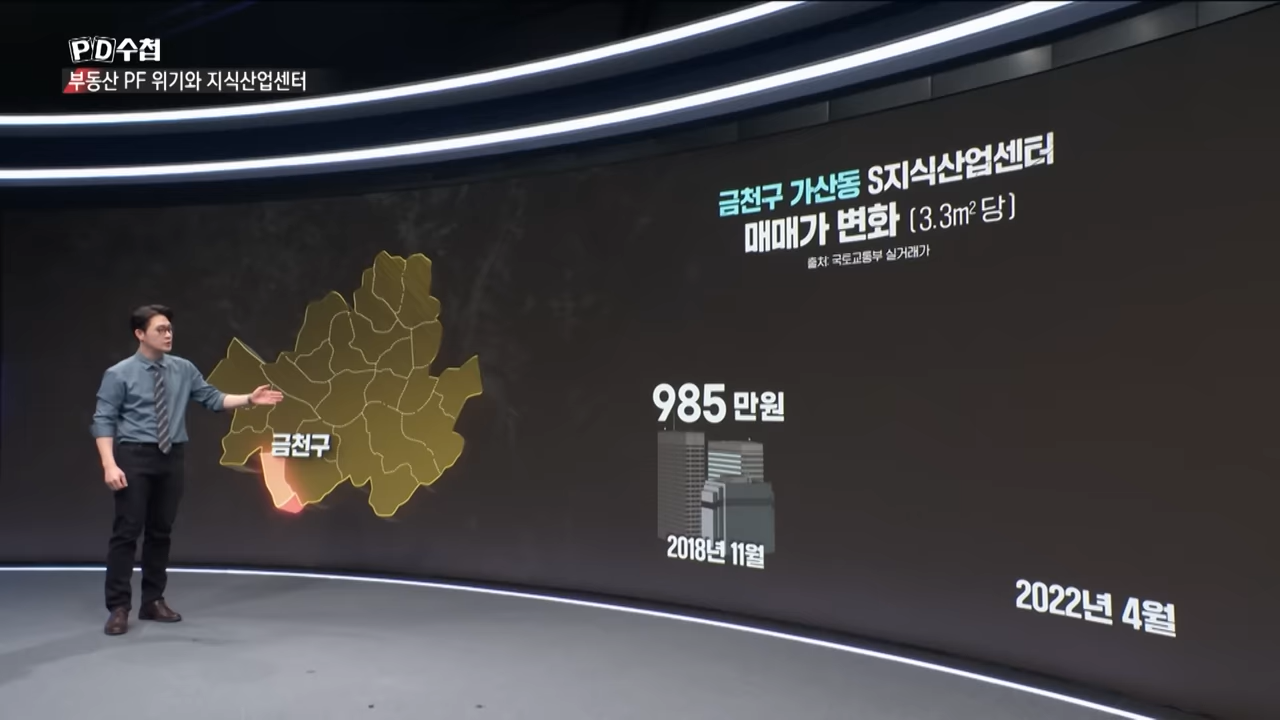 PD수첩
부동산 PF 위기와 지식산업센터
금천구 가산동 S지식산업센터
매매가 변화 (3.3m² 당)
출처: 국토교통부 실거래가
985 만원
금천구
2018년 11월
2022년 4월